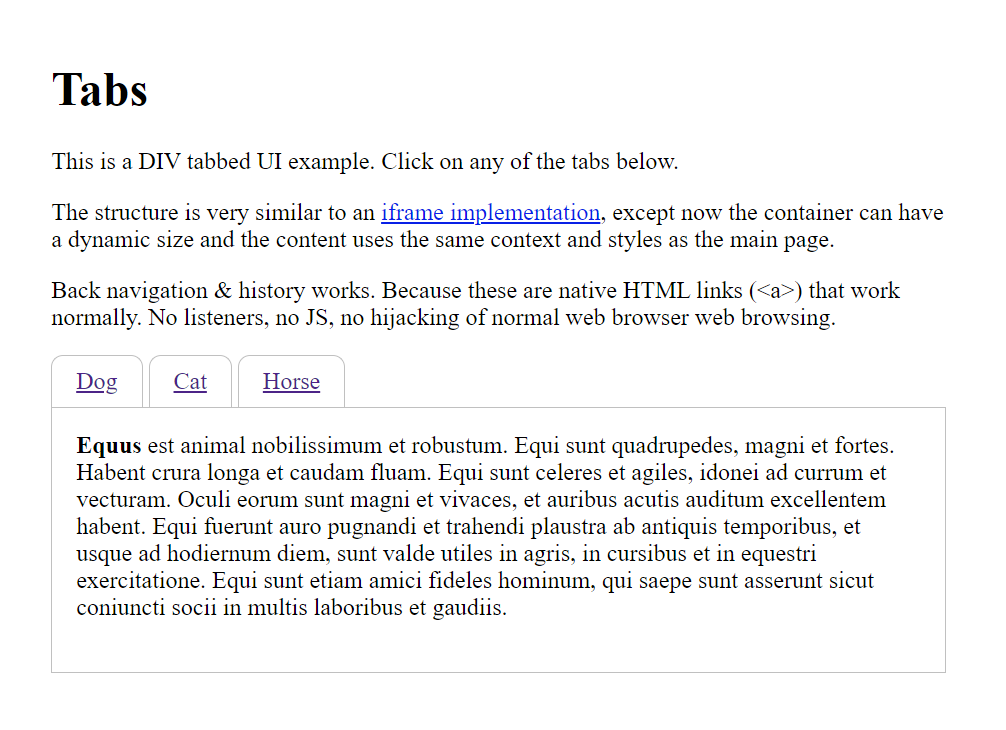 Tabs
This is a DIV tabbed UI example. Click on any of the tabs below.
The structure is very similar to an iframe implementation, except now the container can have
a dynamic size and the content uses the same context and styles as the main page.
Back navigation & history works. Because these are native HTML links (<a>) that work
normally. No listeners, no JS, no hijacking of normal web browser web browsing.
Dog Cat Horse
Equus est animal nobilissimum et robustum. Equi sunt quadrupedes, magni et fortes.
Habent crura longa et caudam fluam. Equi sunt celeres et agiles, idonei ad currum et
vecturam. Oculi eorum sunt magni et vivaces, et auribus acutis auditum excellentem
habent. Equi fuerunt auro pugnandi et trahendi plaustra ab antiquis temporibus, et
usque ad hodiernum diem, sunt valde utiles in agris, in cursibus et in equestri
exercitatione. Equi sunt etiam amici fideles hominum, qui saepe sunt asserunt sicut
coniuncti socii in multis laboribus et gaudiis.